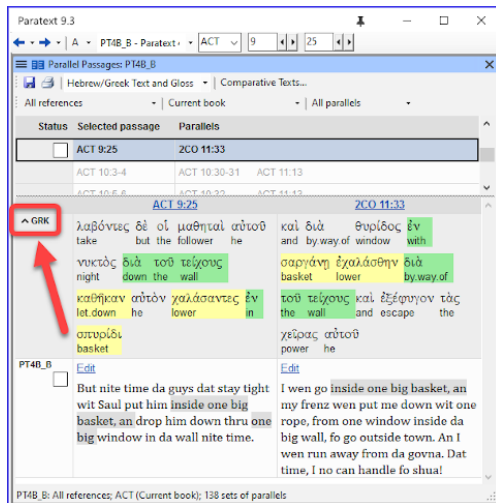 Paratext 9.3
A PT4B_B - Paratext ACT 9 25
Parallel Passages: PT4B_B
Hebrew/Greek Text and Gloss Comparative Texts...
All references Current book All parallels
Status Selected passage Parallels
ACT 9:25 2CO 11:33
ACT 10:3-4 ACT 10:30-31 ACT 11:13
ACT 10:5-6 ACT 10:32 ACT 11:13
ACT 9:25 2CO 11:33
GRK
λαβόντες δὲ οἱ μαθηταὶ αὐτοῦ
take but the follower he
νυκτὸς διὰ τοῦ τείχους
night down the wall
καθῆκαν αὐτὸν χαλάσαντες ἐν
let.down he lower in
σπυρίδι
basket
καὶ διὰ θυρίδος ἐν
and by.way.of window with
σαργάνῃ ἐχαλάσθην διὰ
basket lower by.way.of
τοῦ τείχους καὶ ἐξέφυγον τὰς
the wall and escape the
χεῖρας αὐτοῦ
power he
PT4B_B
Edit
But nite time da guys dat stay tight
wit Saul put him inside one big
basket, an drop him down thru one
big window in da wall nite time.
Edit
I wen go inside one big basket, an
my frenz wen put me down wit one
rope, from one window inside da
big wall, fo go outside town. An I
wen run away from da govna. Dat
time, I no can handle fo shua!
PT4B_B: All references; ACT (Current book); 138 sets of parallels